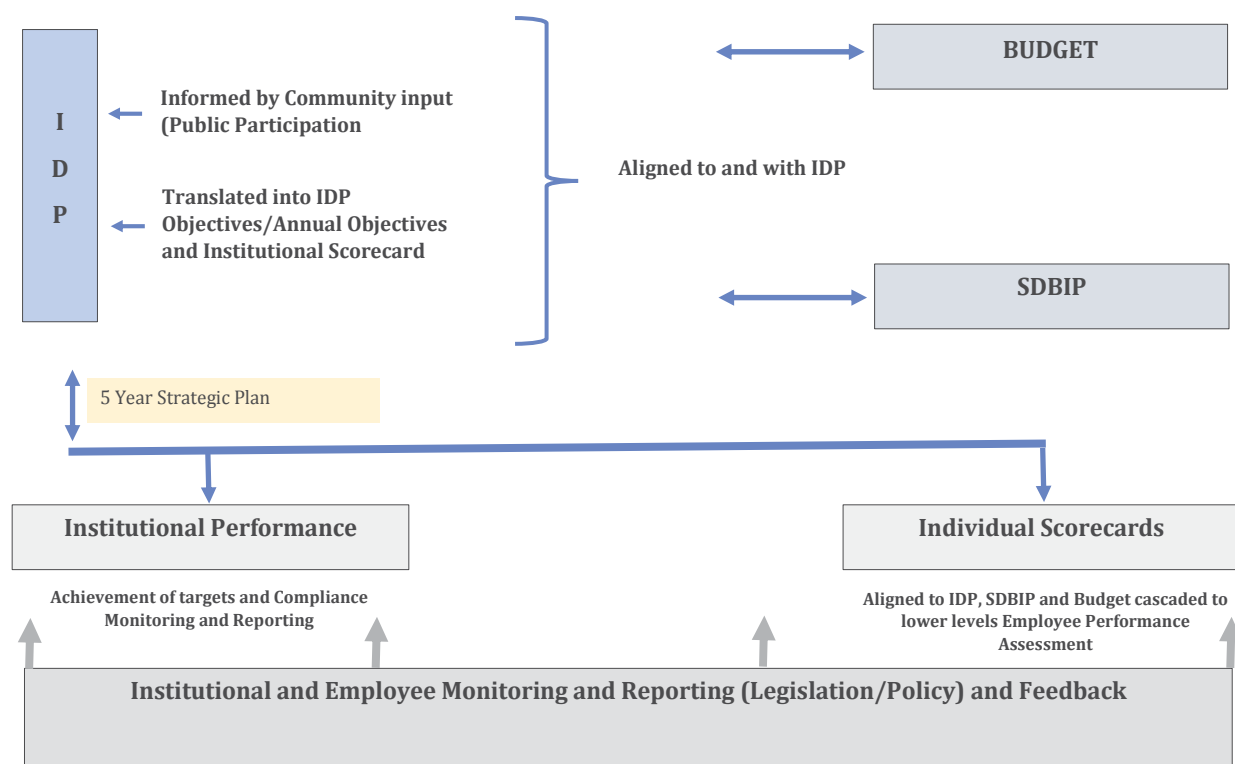 I
D
P
Informed by Community input
(Public Participation
Translated into IDP
Objectives/Annual Objectives
and Institutional Scorecard
Aligned to and with IDP
BUDGET
SDBIP
5 Year Strategic Plan
Institutional Performance
Achievement of targets and Compliance
Monitoring and Reporting
Individual Scorecards
Aligned to IDP, SDBIP and Budget cascaded to
lower levels Employee Performance
Assessment
Institutional and Employee Monitoring and Reporting (Legislation/Policy) and Feedback